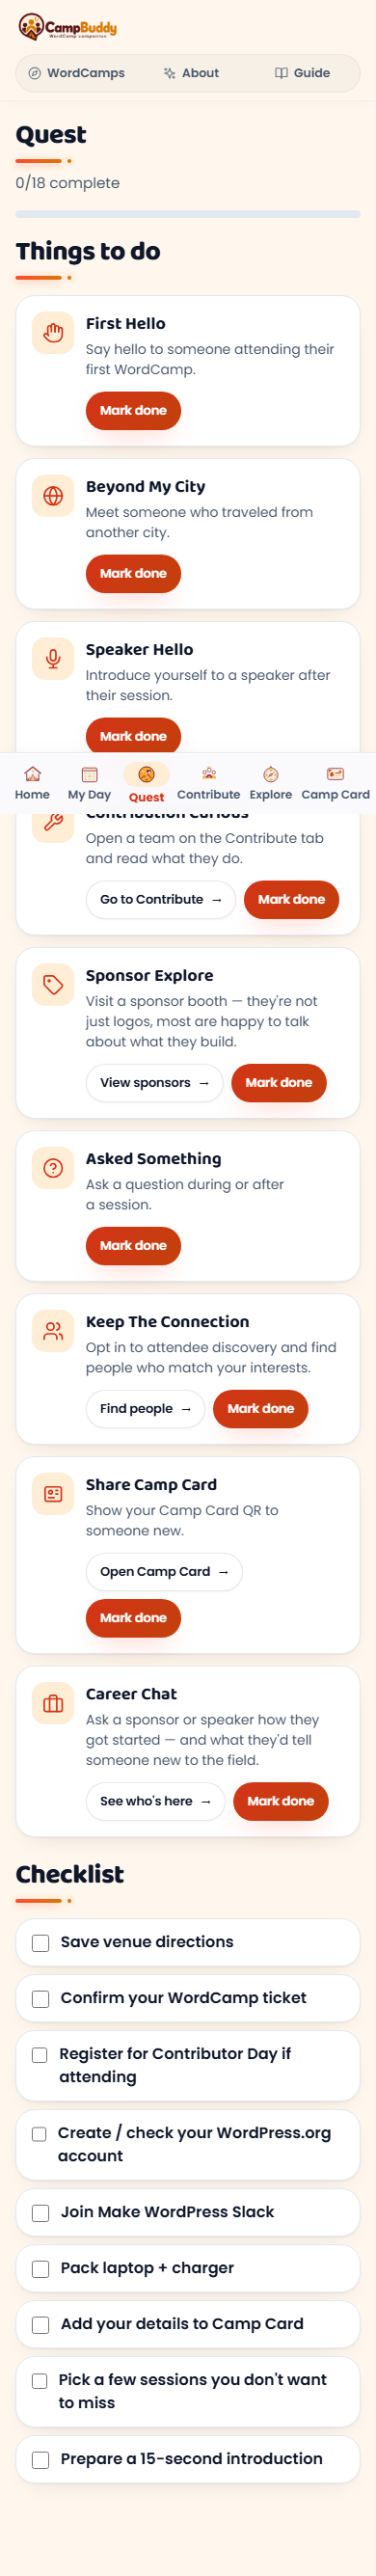 CampBuddy
WordCamp companion
WordCamps
About
Guide
Quest
0/18 complete
Things to do
First Hello
Say hello to someone attending their
first WordCamp.
Mark done
Beyond My City
Meet someone who traveled from
another city.
Mark done
Speaker Hello
Introduce yourself to a speaker after
their session.
Mark done
Home
My Day
Quest
Contribute
Explore
Camp Card
Contribution Curious
Open a team on the Contribute tab
and read what they do.
Go to Contribute →
Mark done
Sponsor Explore
Visit a sponsor booth — they're not
just logos, most are happy to talk
about what they build.
View sponsors →
Mark done
Asked Something
Ask a question during or after
a session.
Mark done
Keep The Connection
Opt in to attendee discovery and find
people who match your interests.
Find people →
Mark done
Share Camp Card
Show your Camp Card QR to
someone new.
Open Camp Card →
Mark done
Career Chat
Ask a sponsor or speaker how they
got started — and what they'd tell
someone new to the field.
See who's here →
Mark done
Checklist
Save venue directions
Confirm your WordCamp ticket
Register for Contributor Day if
attending
Create / check your WordPress.org
account
Join Make WordPress Slack
Pack laptop + charger
Add your details to Camp Card
Pick a few sessions you don't want
to miss
Prepare a 15-second introduction